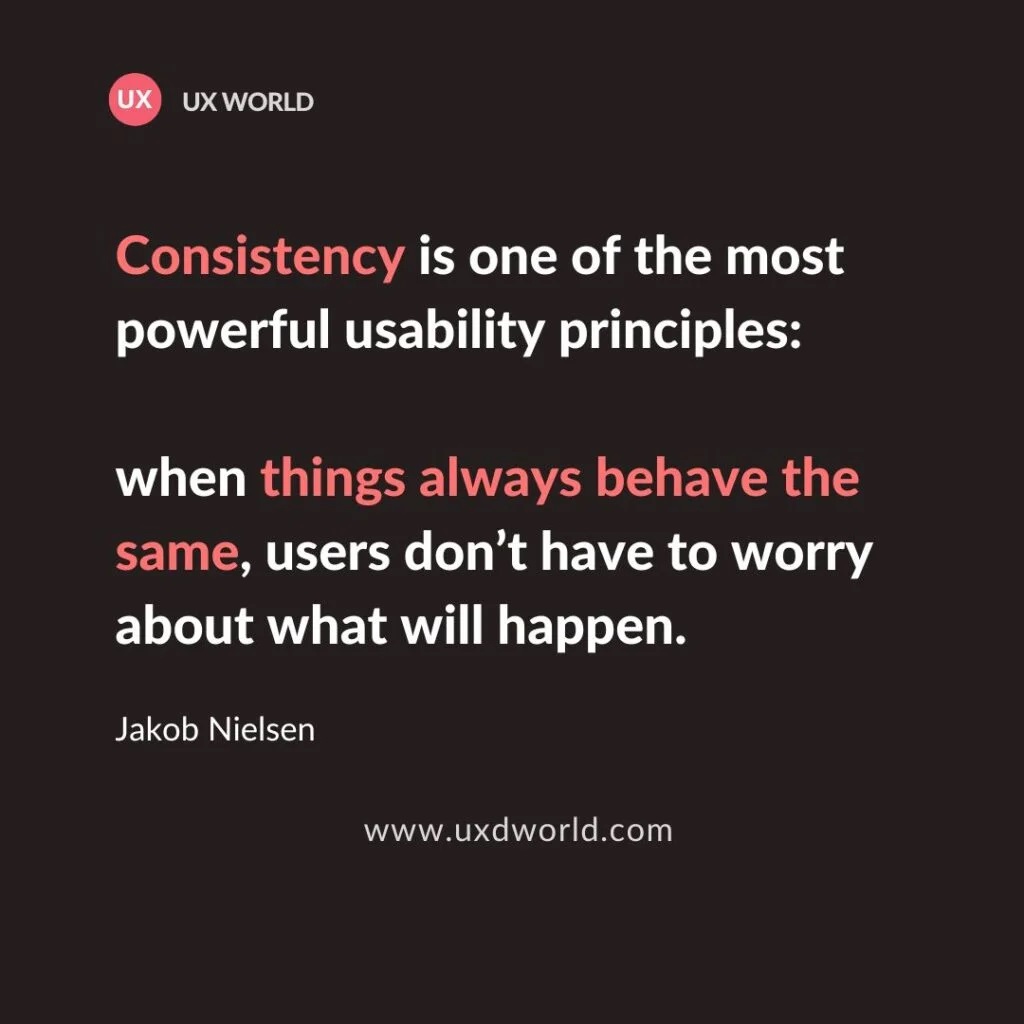 UX
UX WORLD
Consistency is one of the most
powerful usability principles:
when things always behave the
same, users don’t have to worry
about what will happen.
Jakob Nielsen
www.uxdworld.com